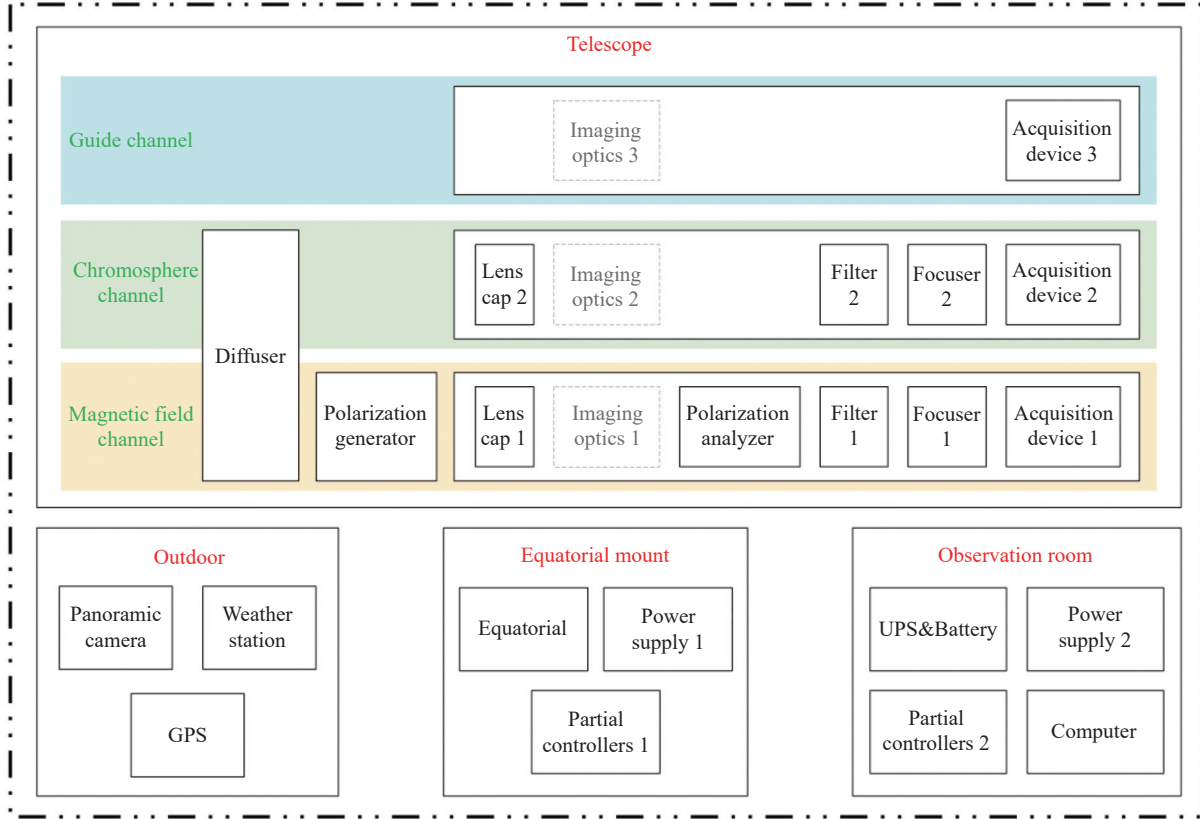 Telescope
Guide channel
Imaging
optics 3
Acquisition
device 3
Chromosphere
channel
Lens
cap 2
Imaging
optics 2
Filter
2
Focuser
2
Acquisition
device 2
Diffuser
Magnetic field
channel
Polarization
generator
Lens
cap 1
Imaging
optics 1
Polarization
analyzer
Filter
1
Focuser
1
Acquisition
device 1
Outdoor
Panoramic
camera
Weather
station
GPS
Equatorial mount
Equatorial
Power
supply 1
Partial
controllers 1
Observation room
UPS&Battery
Power
supply 2
Partial
controllers 2
Computer